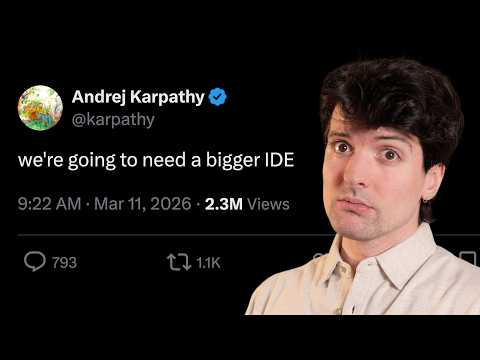 Andrej Karpathy
@karpathy
we're going to need a bigger IDE
9:22 AM · Mar 11, 2026 · 2.3M Views
793
1.1K